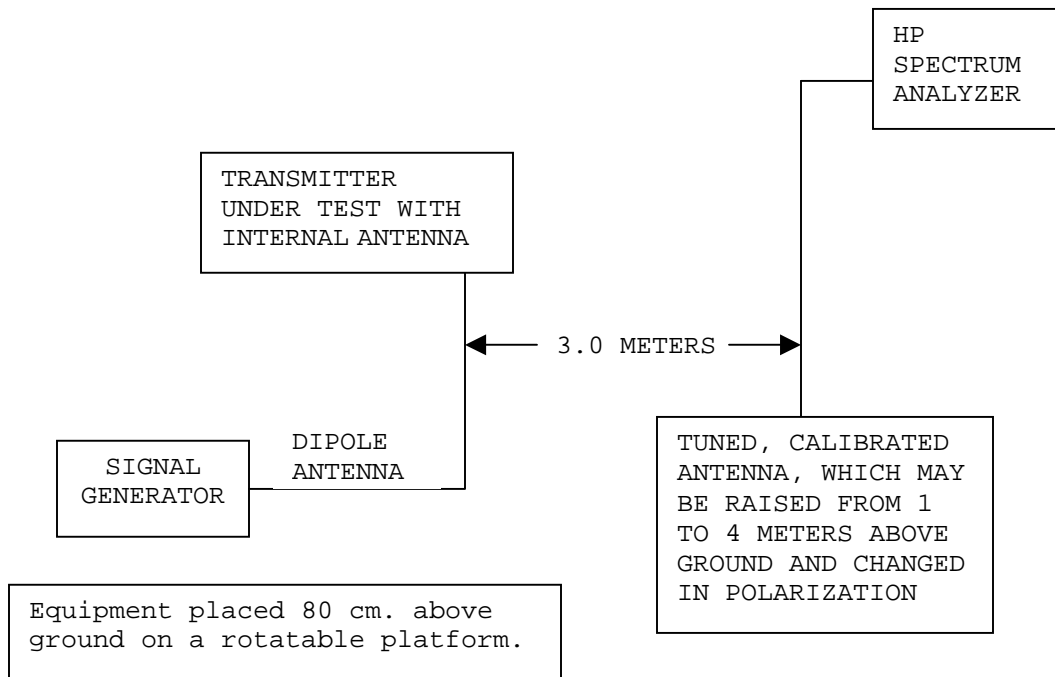 HP
SPECTRUM
ANALYZER
TRANSMITTER
UNDER TEST WITH
INTERNAL ANTENNA
3.0 METERS
DIPOLE
ANTENNA
SIGNAL
GENERATOR
TUNED, CALIBRATED
ANTENNA, WHICH MAY
BE RAISED FROM 1
TO 4 METERS ABOVE
GROUND AND CHANGED
IN POLARIZATION
Equipment placed 80 cm. above
ground on a rotatable platform.